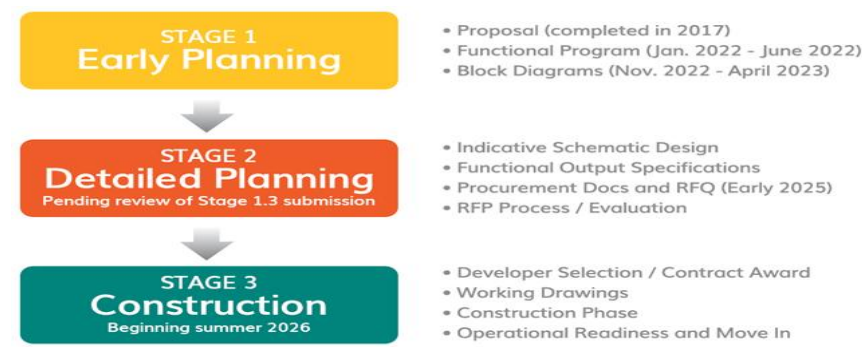 STAGE 1
Early Planning
• Proposal (completed in 2017)
• Functional Program (Jan. 2022 - June 2022)
• Block Diagrams (Nov. 2022 - April 2023)
STAGE 2
Detailed Planning
Pending review of Stage 1.3 submission
• Indicative Schematic Design
• Functional Output Specifications
• Procurement Docs and RFQ (Early 2025)
• RFP Process / Evaluation
STAGE 3
Construction
Beginning summer 2026
• Developer Selection / Contract Award
• Working Drawings
• Construction Phase
• Operational Readiness and Move In